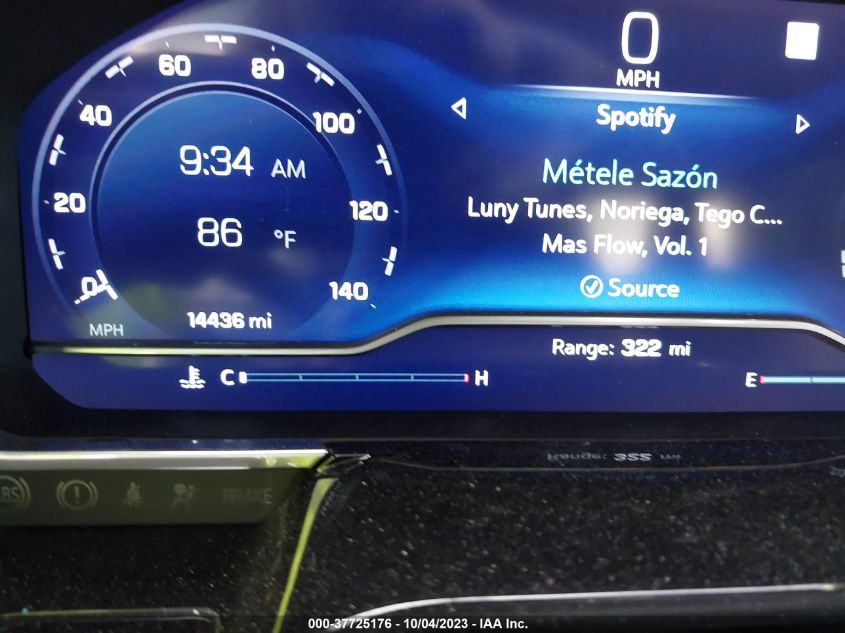 0
MPH
60 80
40 100
20 120
0 140
9:34 AM
86 °F
14436 mi
MPH
Spotify
Métele Sazón
Luny Tunes, Noriega, Tego C...
Mas Flow, Vol. 1
Source
Range: 322 mi
C H
E
ABS
BRAKE
000-37725176 - 10/04/2023 - IAA Inc.